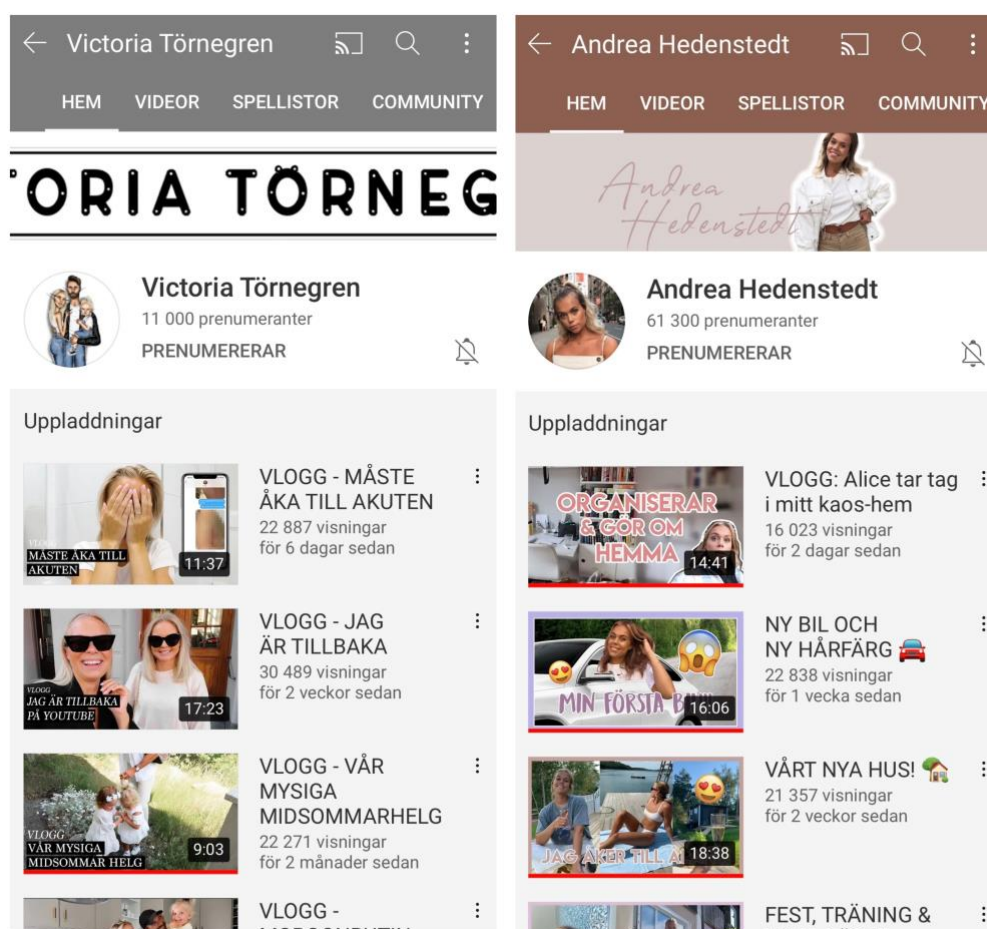 Victoria Törnegren
HEM VIDEOR SPELLISTOR COMMUNITY
ORIA TÖRNEG
Victoria Törnegren
11 000 prenumeranter
PRENUMERERAR
Uppladdningar
VLOGG
MÅSTE ÅKA TILL
AKUTEN
11:37
VLOGG - MÅSTE
ÅKA TILL AKUTEN
22 887 visningar
för 6 dagar sedan
VLOGG
JAG ÄR TILLBAKA
PÅ YOUTUBE
17:23
VLOGG - JAG
ÄR TILLBAKA
30 489 visningar
för 2 veckor sedan
VLOGG
VÅR MYSIGA
MIDSOMMAR HELG
9:03
VLOGG - VÅR
MYSIGA
MIDSOMMARHELG
22 271 visningar
för 2 månader sedan
VLOGG -
Andrea Hedenstedt
HEM VIDEOR SPELLISTOR COMMUNITY
Andrea
Hedenstedt
Andrea Hedenstedt
61 300 prenumeranter
PRENUMERERAR
Uppladdningar
ORGANISERAR
& GÖR OM
HEMMA
14:41
VLOGG: Alice tar tag
i mitt kaos-hem
16 023 visningar
för 2 dagar sedan
MIN FÖRSTA
16:06
NY BIL OCH
NY HÅRFÄRG 🚘
22 838 visningar
för 1 vecka sedan
JAG ÅKER TILL
18:38
VÅRT NYA HUS! 🏡
21 357 visningar
för 2 veckor sedan
FEST, TRÄNING &